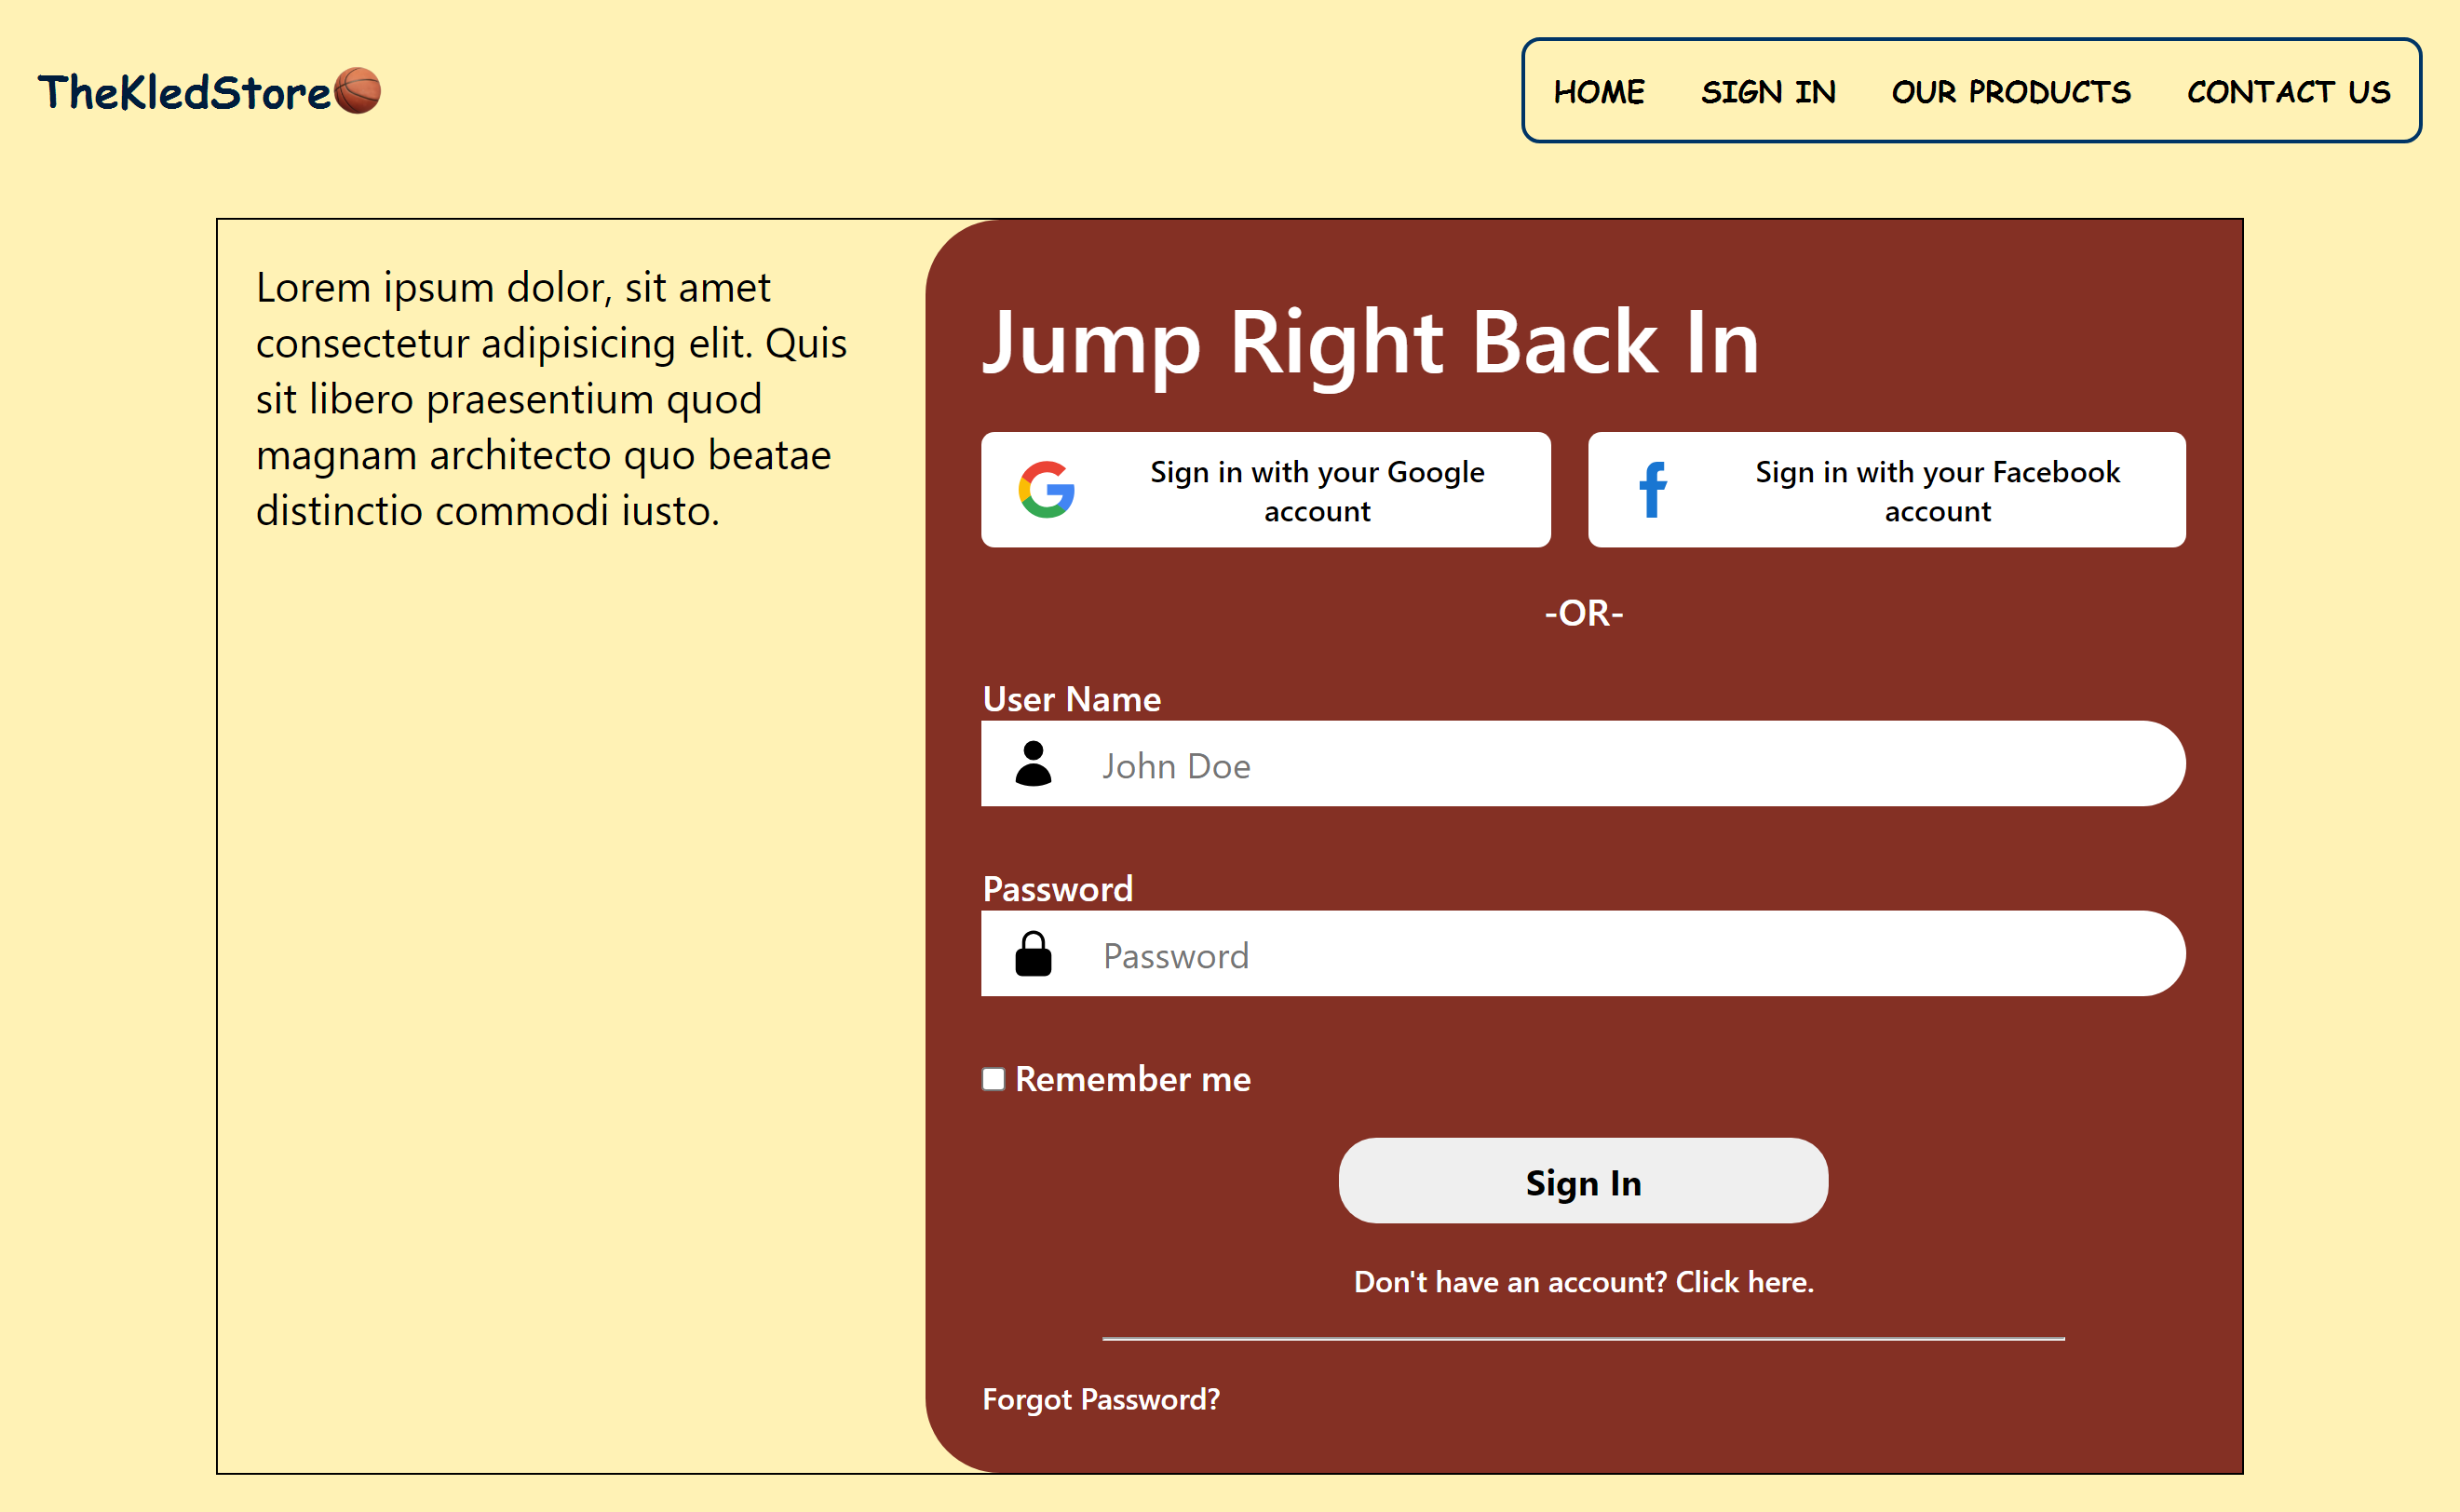 TheKledStore
HOME SIGN IN OUR PRODUCTS CONTACT US
Lorem ipsum dolor, sit amet
consectetur adipisicing elit. Quis
sit libero praesentium quod
magnam architecto quo beatae
distinctio commodi iusto.
Jump Right Back In
Sign in with your Google
account
Sign in with your Facebook
account
-OR-
User Name
John Doe
Password
Password
Remember me
Sign In
Don't have an account? Click here.
Forgot Password?